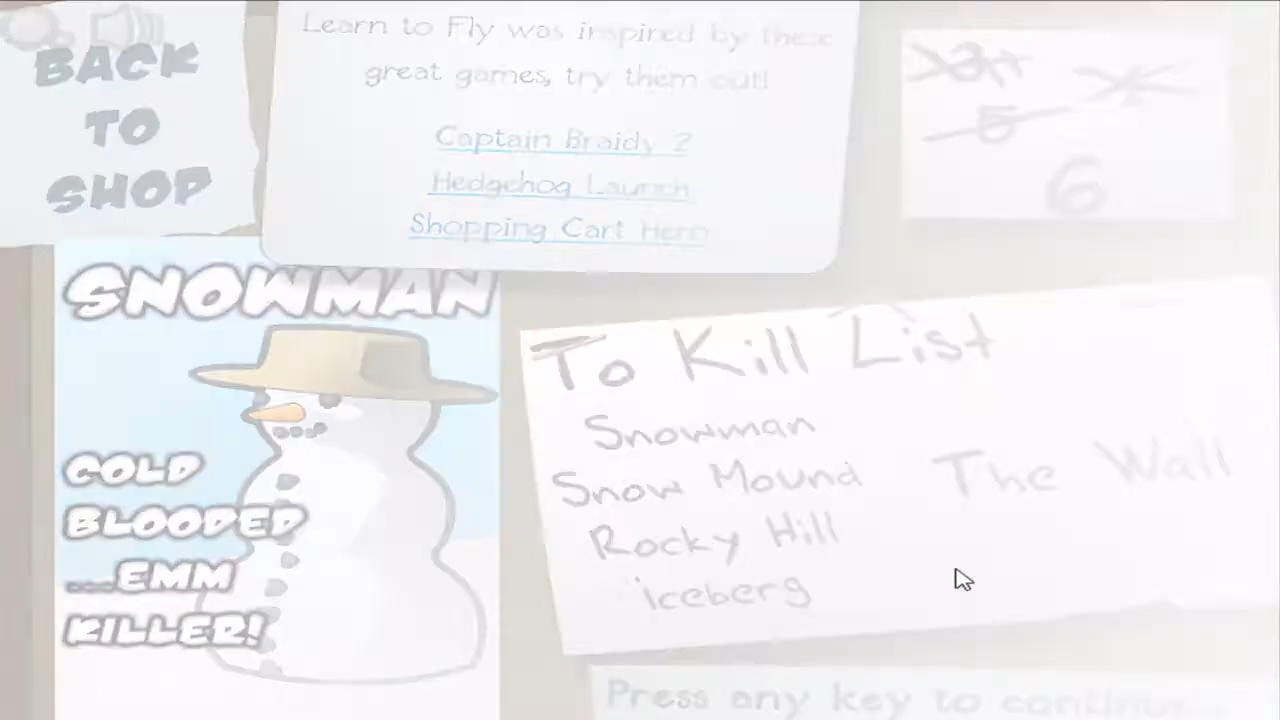 BACK
TO
SHOP
Learn to Fly was inspired by these
great games, try them out!
Captain Braidy 2
Hedgehog Launch
Shopping Cart Hero
5
6
SNOWMAN
COLD
BLOODED
....EMM
KILLER!
To Kill List
Snowman
Snow Mound
The Wall
Rocky Hill
iceberg
Press any key to continue...